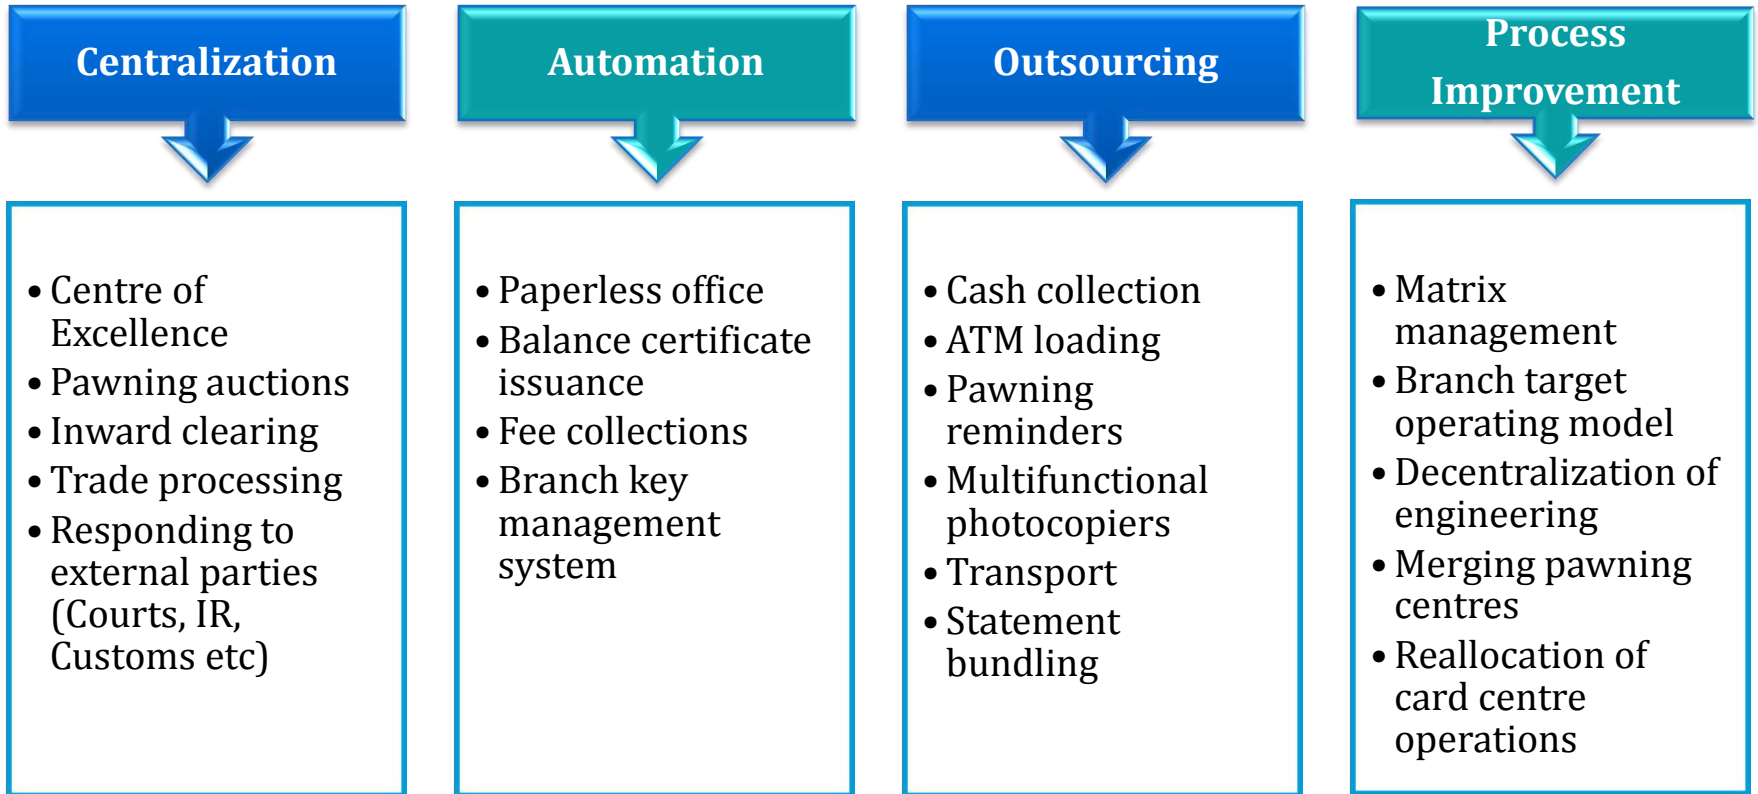 Centralization
• Centre of
Excellence
• Pawning auctions
• Inward clearing
• Trade processing
• Responding to
external parties
(Courts, IR,
Customs etc)
Automation
• Paperless office
• Balance certificate
issuance
• Fee collections
• Branch key
management
system
Outsourcing
• Cash collection
• ATM loading
• Pawning
reminders
• Multifunctional
photocopiers
• Transport
• Statement
bundling
Process
Improvement
• Matrix
management
• Branch target
operating model
• Decentralization of
engineering
• Merging pawning
centres
• Reallocation of
card centre
operations